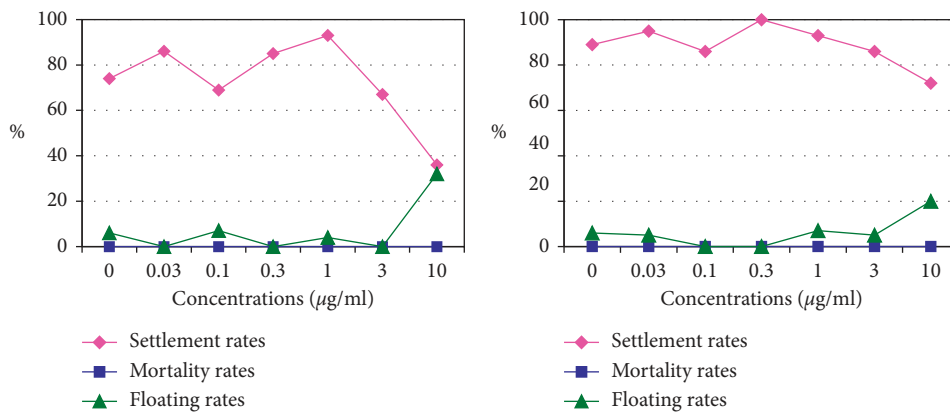 100
80
60
%
40
20
0
0 0.03 0.1 0.3 1 3 10
Concentrations (μg/ml)
Settlement rates
Mortality rates
Floating rates
100
80
60
%
40
20
0
0 0.03 0.1 0.3 1 3 10
Concentrations (μg/ml)
Settlement rates
Mortality rates
Floating rates